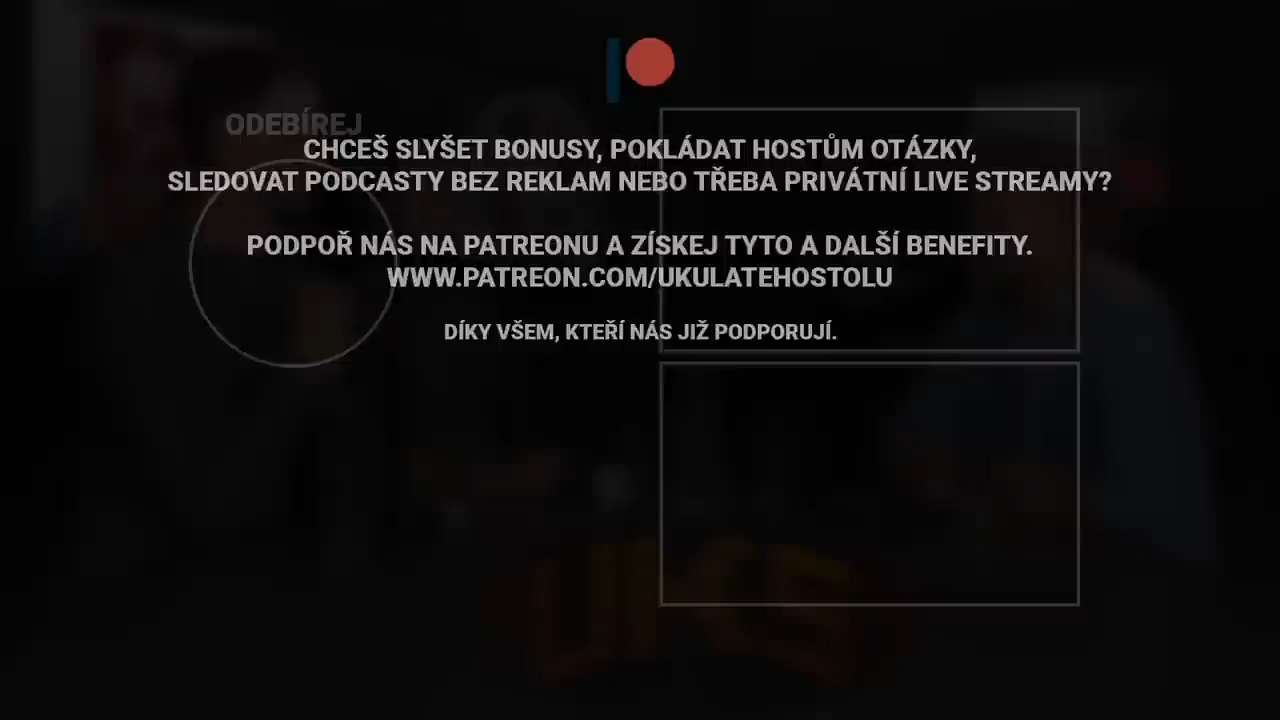 ODEBÍREJ
CHCEŠ SLYŠET BONUSY, POKLÁDAT HOSTŮM OTÁZKY,
SLEDOVAT PODCASTY BEZ REKLAM NEBO TŘEBA PRIVÁTNÍ LIVE STREAMY?
PODPOŘ NÁS NA PATREONU A ZÍSKEJ TYTO A DALŠÍ BENEFITY.
WWW.PATREON.COM/UKULATEHOSTOLU
DÍKY VŠEM, KTEŘÍ NÁS JIŽ PODPORUJÍ.
UKS